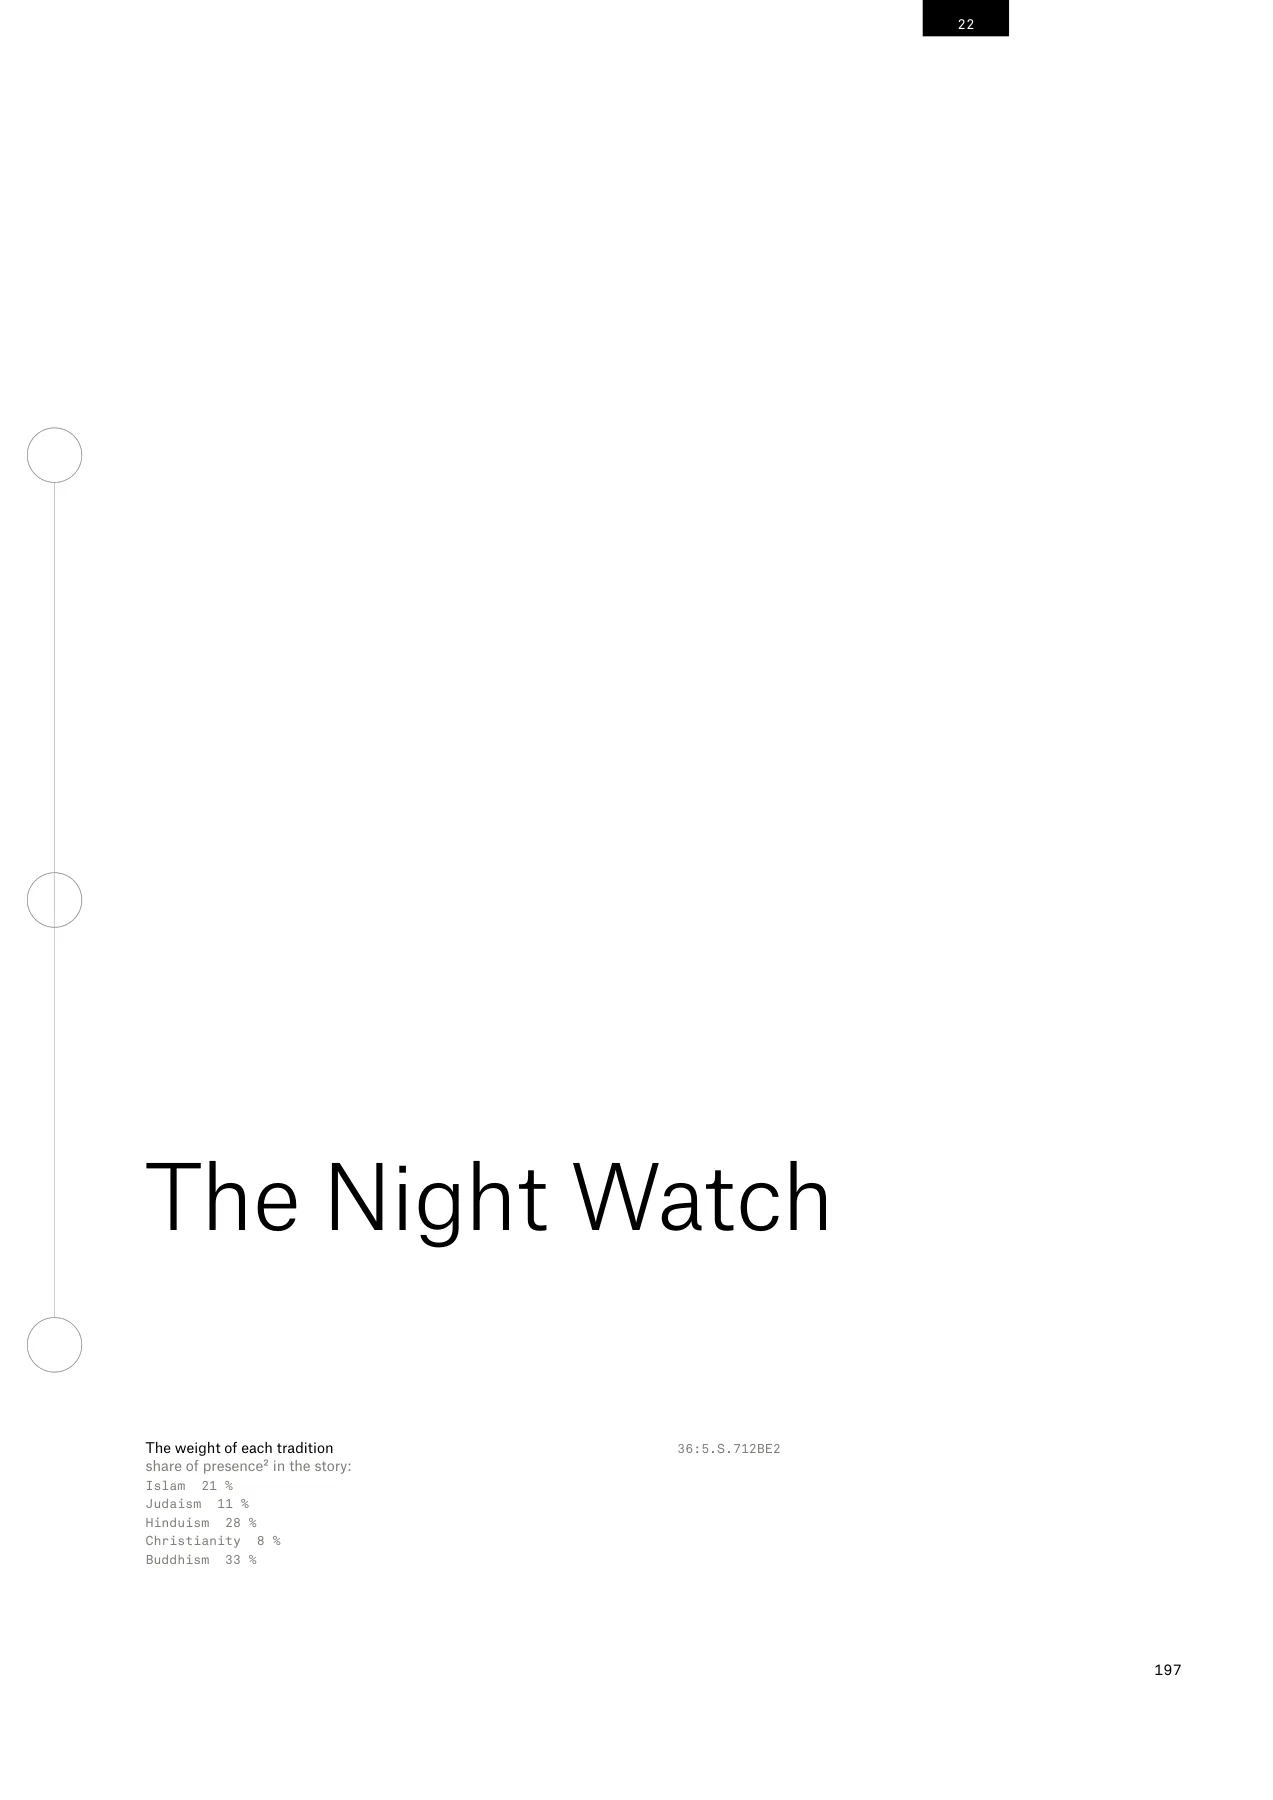 22
The Night Watch
The weight of each tradition
share of presence² in the story:
Islam  21 %
Judaism  11 %
Hinduism  28 %
Christianity  8 %
Buddhism  33 %
36:5.S.712BE2
197